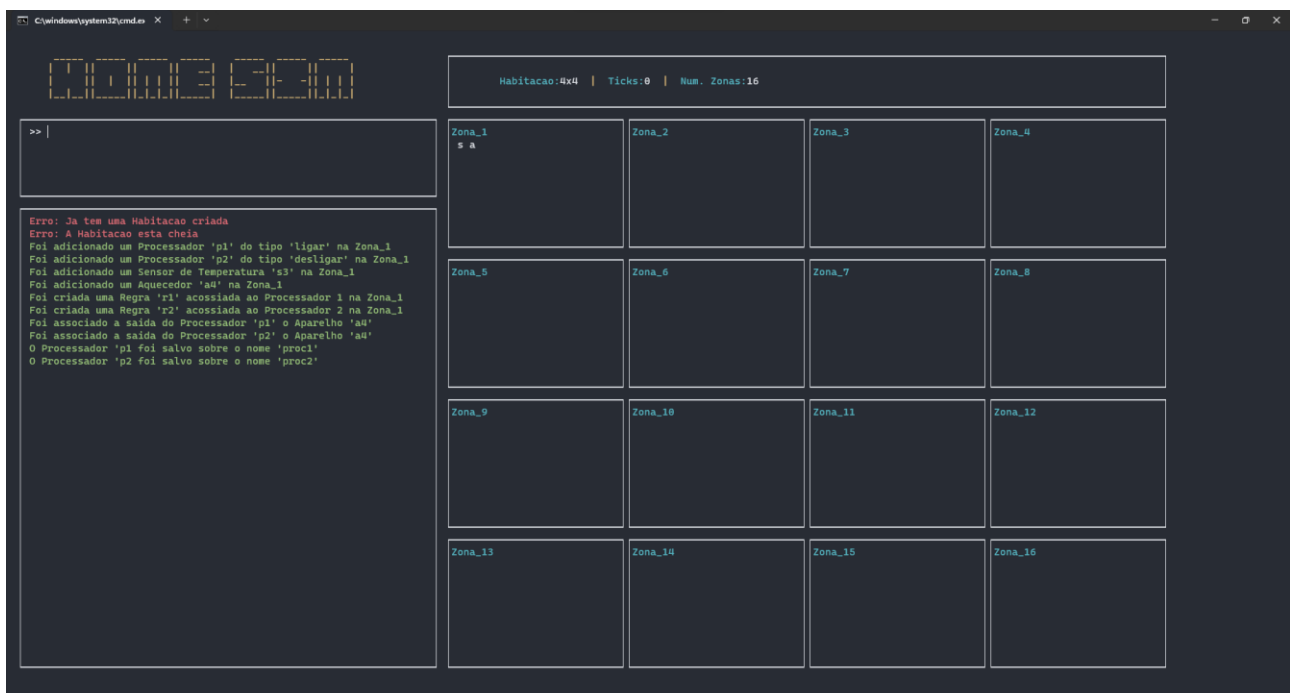 C:\windows\system32\cmd.ex
HOME SEM
Habitacao:4x4 | Ticks:0 | Num. Zonas:16
>>
Erro: Ja tem uma Habitacao criada
Erro: A Habitacao esta cheia
Foi adicionado um Processador 'p1' do tipo 'ligar' na Zona_1
Foi adicionado um Processador 'p2' do tipo 'desligar' na Zona_1
Foi adicionado um Sensor de Temperatura 's3' na Zona_1
Foi adicionado um Aquecedor 'a4' na Zona_1
Foi criada uma Regra 'r1' acossiada ao Processador 1 na Zona_1
Foi criada uma Regra 'r2' acossiada ao Processador 2 na Zona_1
Foi associado a saida do Processador 'p1' o Aparelho 'a4'
Foi associado a saida do Processador 'p2' o Aparelho 'a4'
O Processador 'p1 foi salvo sobre o nome 'proc1'
O Processador 'p2 foi salvo sobre o nome 'proc2'
Zona_1 Zona_2 Zona_3 Zona_4
s a
Zona_5 Zona_6 Zona_7 Zona_8
Zona_9 Zona_10 Zona_11 Zona_12
Zona_13 Zona_14 Zona_15 Zona_16